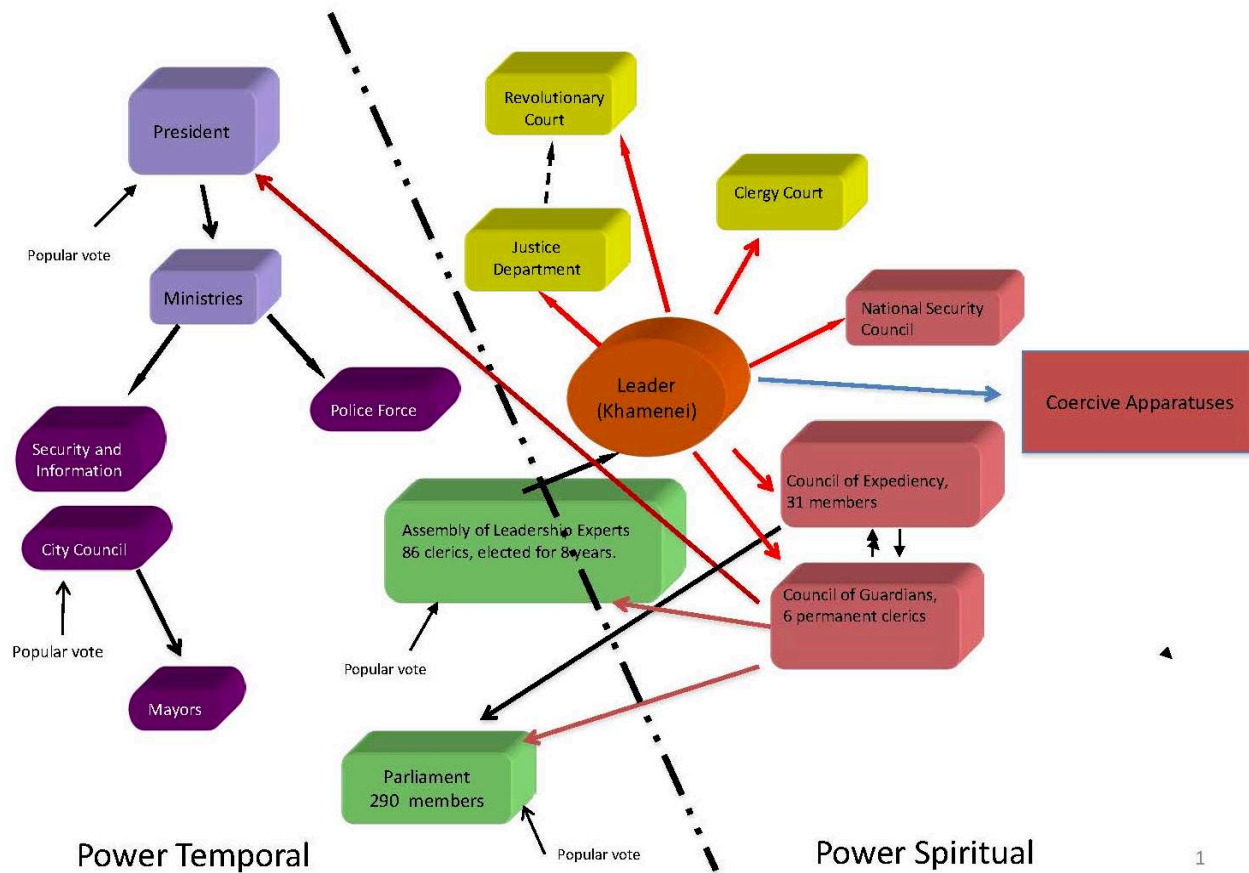 Revolutionary
Court
President
Clergy Court
Popular vote
Justice
Department
Ministries
National Security
Council
Leader
(Khamenei)
Coercive Apparatuses
Police Force
Security and
Information
Council of Expediency,
31 members
Assembly of Leadership Experts
86 clerics, elected for 8 years.
City Council
Council of Guardians,
6 permanent clerics
Popular vote
Popular vote
Mayors
Parliament
290 members
Popular vote
Power Temporal
Power Spiritual
1